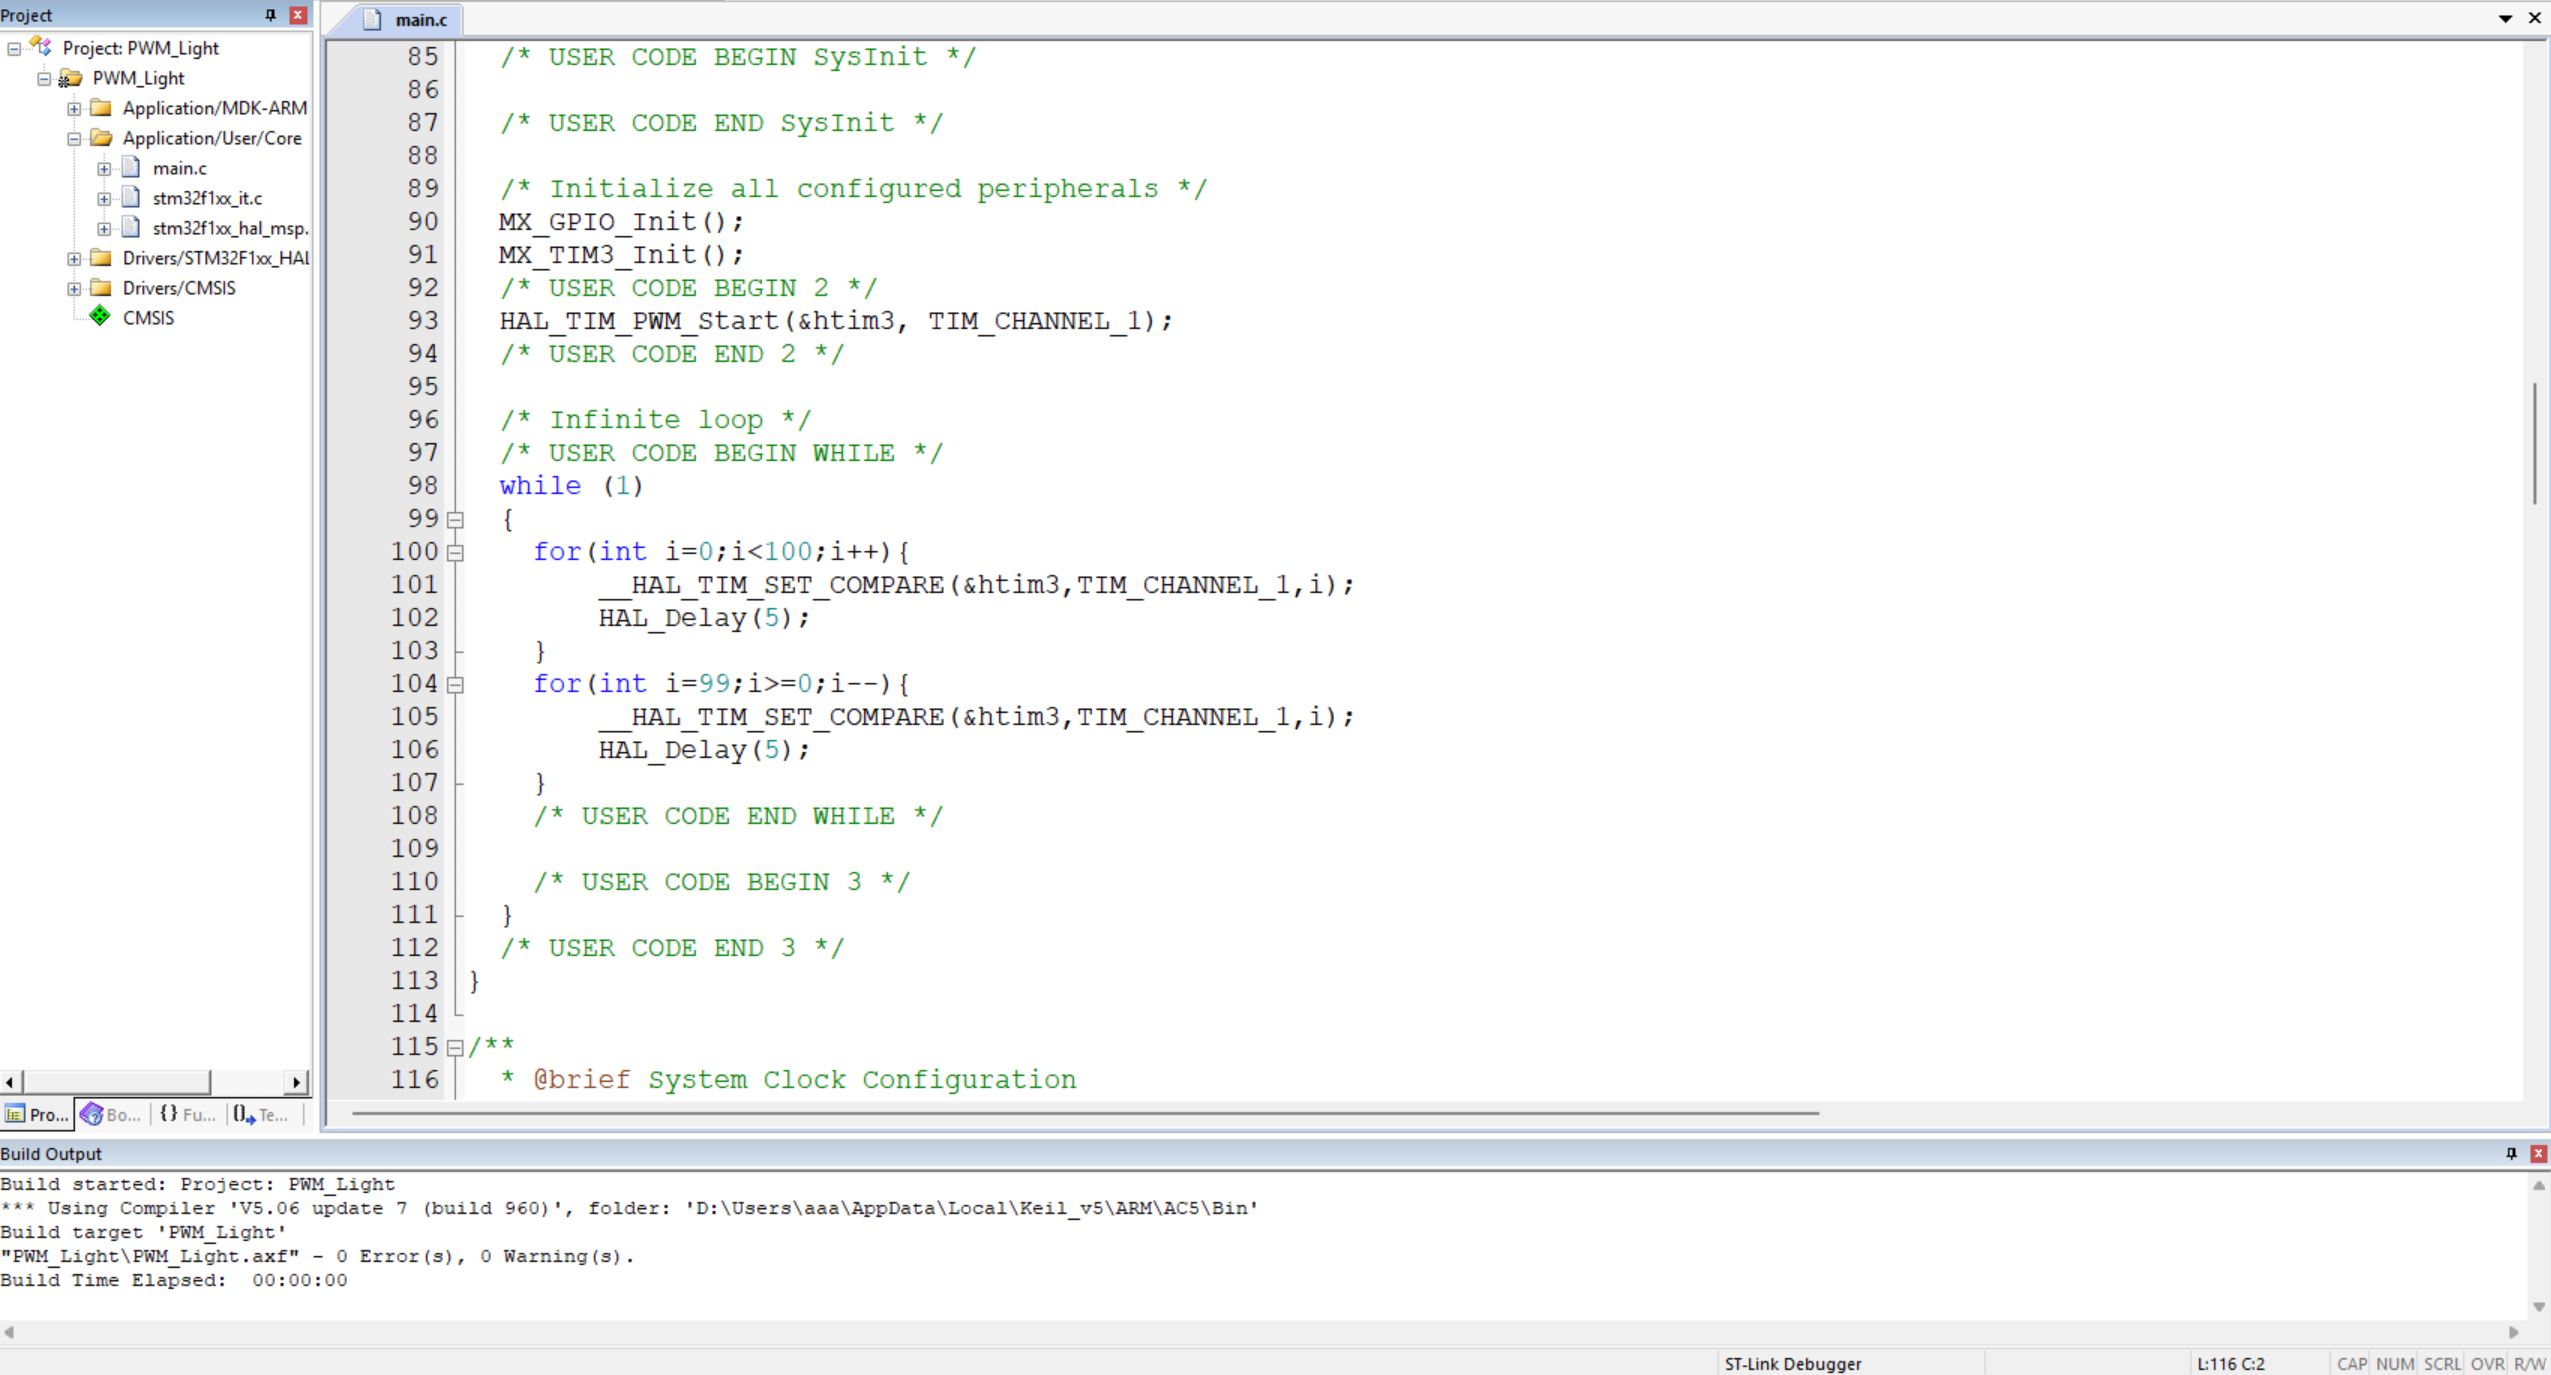 Project
Project: PWM_Light
PWM_Light
Application/MDK-ARM
Application/User/Core
main.c
stm32f1xx_it.c
stm32f1xx_hal_msp.
Drivers/STM32F1xx_HAL
Drivers/CMSIS
CMSIS
Pro... Bo... {} Fu... Te...
main.c
85 /* USER CODE BEGIN SysInit */
86
87 /* USER CODE END SysInit */
88
89 /* Initialize all configured peripherals */
90 MX_GPIO_Init();
91 MX_TIM3_Init();
92 /* USER CODE BEGIN 2 */
93 HAL_TIM_PWM_Start(&htim3, TIM_CHANNEL_1);
94 /* USER CODE END 2 */
95
96 /* Infinite loop */
97 /* USER CODE BEGIN WHILE */
98 while (1)
99 {
100 for(int i=0;i<100;i++){
101 __HAL_TIM_SET_COMPARE(&htim3,TIM_CHANNEL_1,i);
102 HAL_Delay(5);
103 }
104 for(int i=99;i>=0;i--){
105 __HAL_TIM_SET_COMPARE(&htim3,TIM_CHANNEL_1,i);
106 HAL_Delay(5);
107 }
108 /* USER CODE END WHILE */
109
110 /* USER CODE BEGIN 3 */
111 }
112 /* USER CODE END 3 */
113 }
114
115 /**
116 * @brief System Clock Configuration
Build Output
Build started: Project: PWM_Light
*** Using Compiler 'V5.06 update 7 (build 960)', folder: 'D:\Users\aaa\AppData\Local\Keil_v5\ARM\AC5\Bin'
Build target 'PWM_Light'
"PWM_Light\PWM_Light.axf" - 0 Error(s), 0 Warning(s).
Build Time Elapsed:  00:00:00
ST-Link Debugger L:116 C:2 CAP NUM SCRL OVR R/W